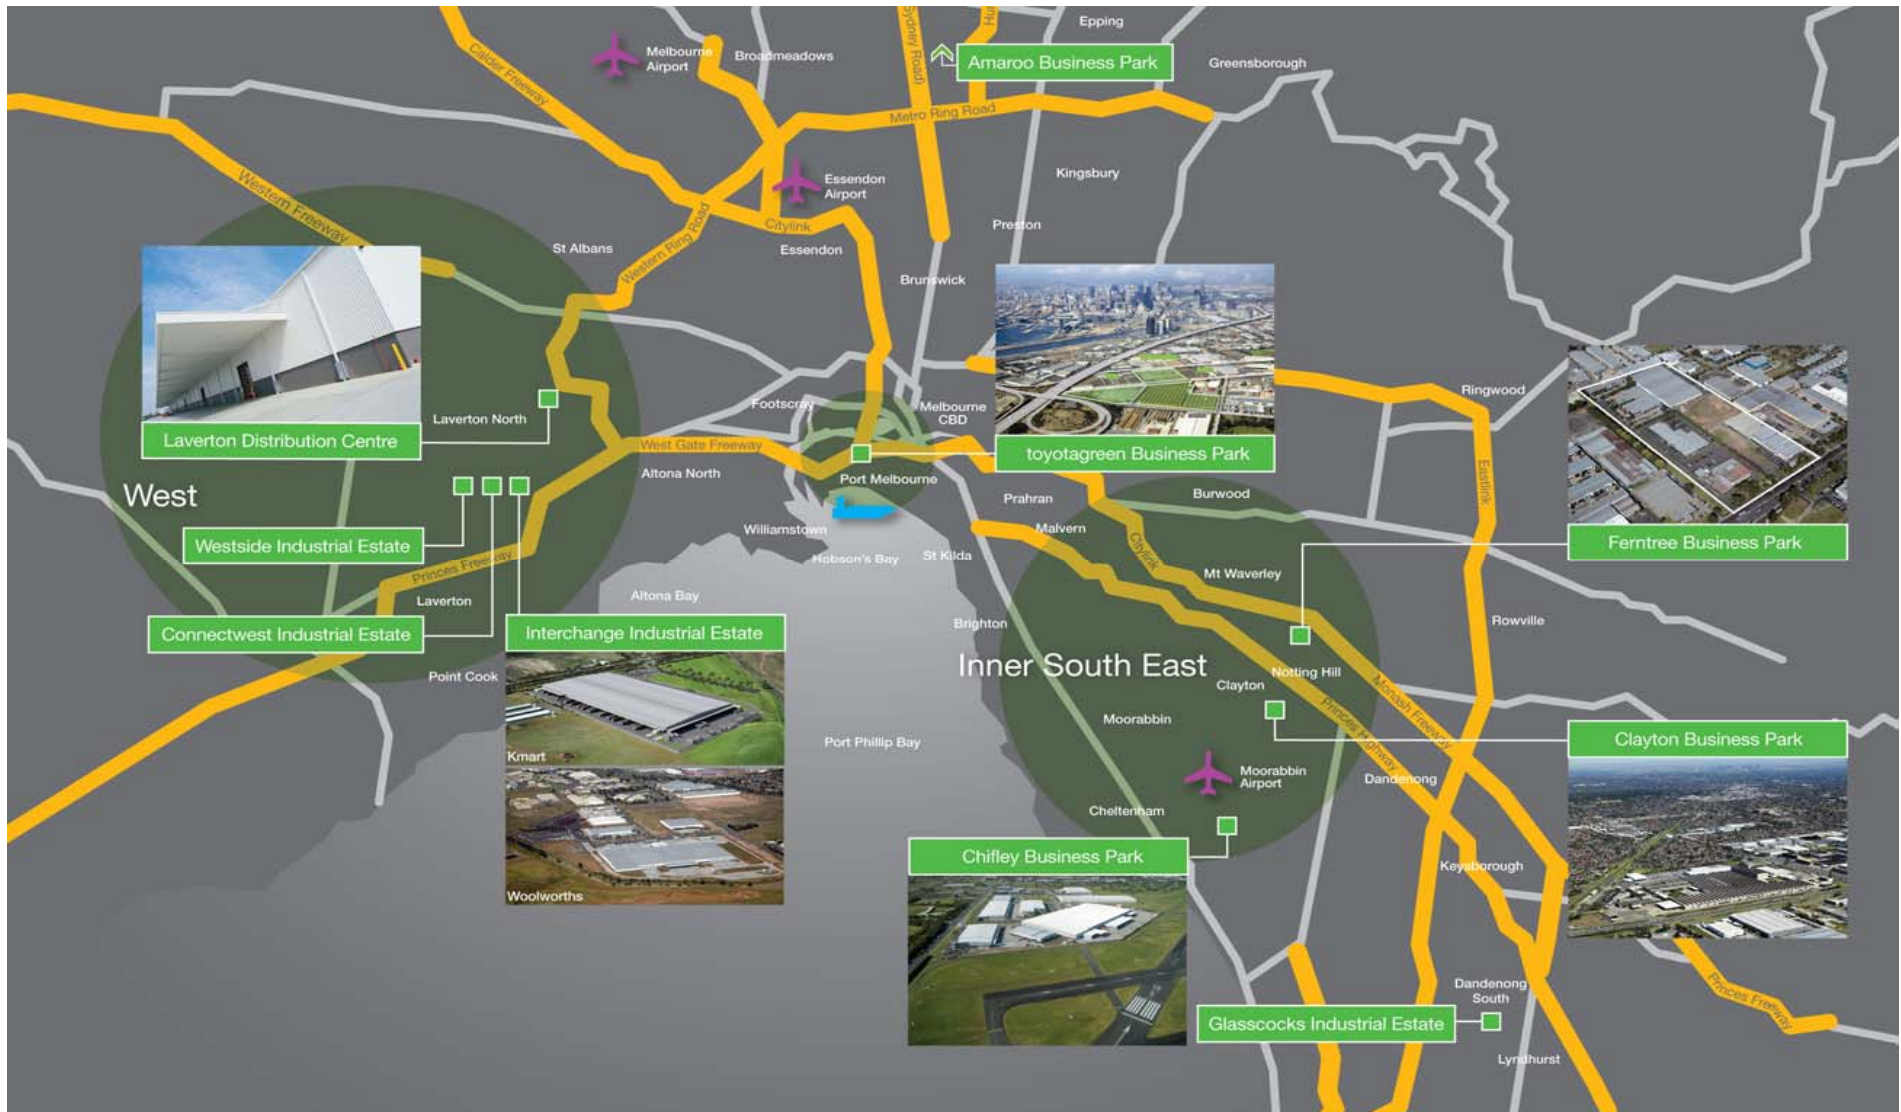 Epping
Hu
Sydney Road)
Calder Freeway
Melbourne
Airport
Broadmeadows
Amaroo Business Park
Greensborough
Metro Ring Road
Western Freeway
Essendon
Airport
Kingsbury
Western Ring Road
Citylink
Preston
St Albans
Essendon
Brunswick
Ringwood
Footscray
Melbourne
CBD
Laverton North
Laverton Distribution Centre
West Gate Freeway
toyotagreen Business Park
Altona North
Port Melbourne
Eastlink
West
Prahran
Burwood
Williamstown
Malvern
Westside Industrial Estate
Citylink
Ferntree Business Park
Hobson's Bay
St Kilda
Princes Freeway
Mt Waverley
Laverton
Altona Bay
Connectwest Industrial Estate
Interchange Industrial Estate
Brighton
Rowville
Inner South East
Notting Hill
Point Cook
Clayton
Monash Freeway
Moorabbin
Princes Highway
Port Phillip Bay
Clayton Business Park
Kmart
Moorabbin
Airport
Dandenong
Cheltenham
Chifley Business Park
Keysborough
Woolworths
Dandenong
South
Princes Freeway
Glasscocks Industrial Estate
Lyndhurst